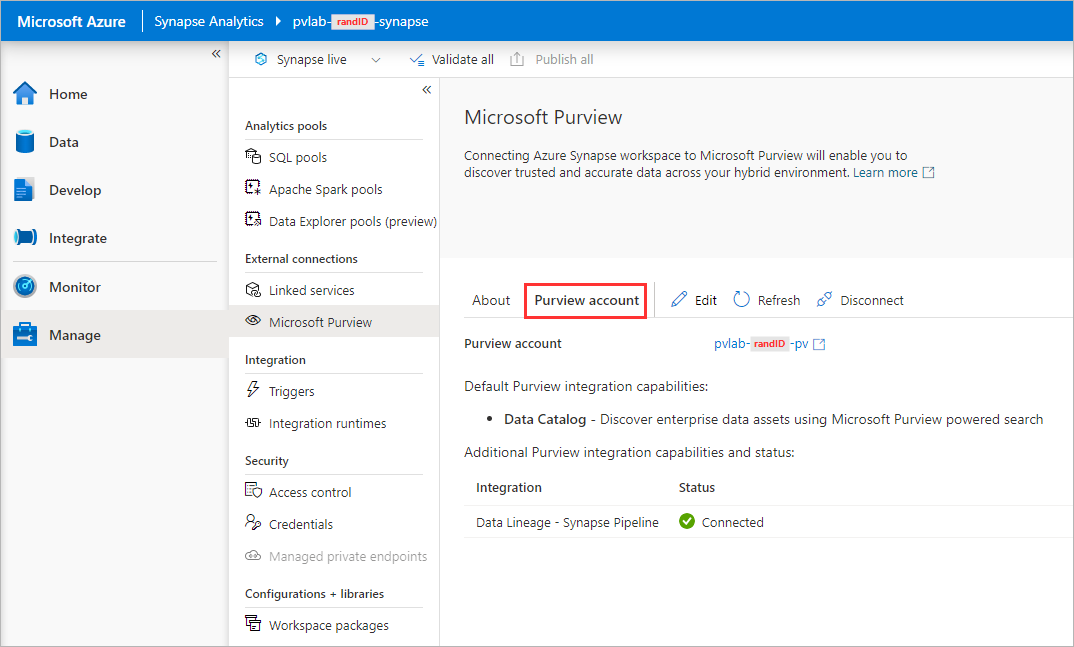 Microsoft Azure Synapse Analytics pvlab-randID-synapse
«
Home
Data
Develop
Integrate
Monitor
Manage
Synapse live Validate all Publish all
«
Analytics pools
SQL pools
Apache Spark pools
Data Explorer pools (preview)
External connections
Linked services
Microsoft Purview
Integration
Triggers
Integration runtimes
Security
Access control
Credentials
Managed private endpoints
Configurations + libraries
Workspace packages
Microsoft Purview
Connecting Azure Synapse workspace to Microsoft Purview will enable you to
discover trusted and accurate data across your hybrid environment. Learn more
About Purview account Edit Refresh Disconnect
Purview account pvlab-randID-pv
Default Purview integration capabilities:
• Data Catalog - Discover enterprise data assets using Microsoft Purview powered search
Additional Purview integration capabilities and status:
Integration Status
Data Lineage - Synapse Pipeline Connected